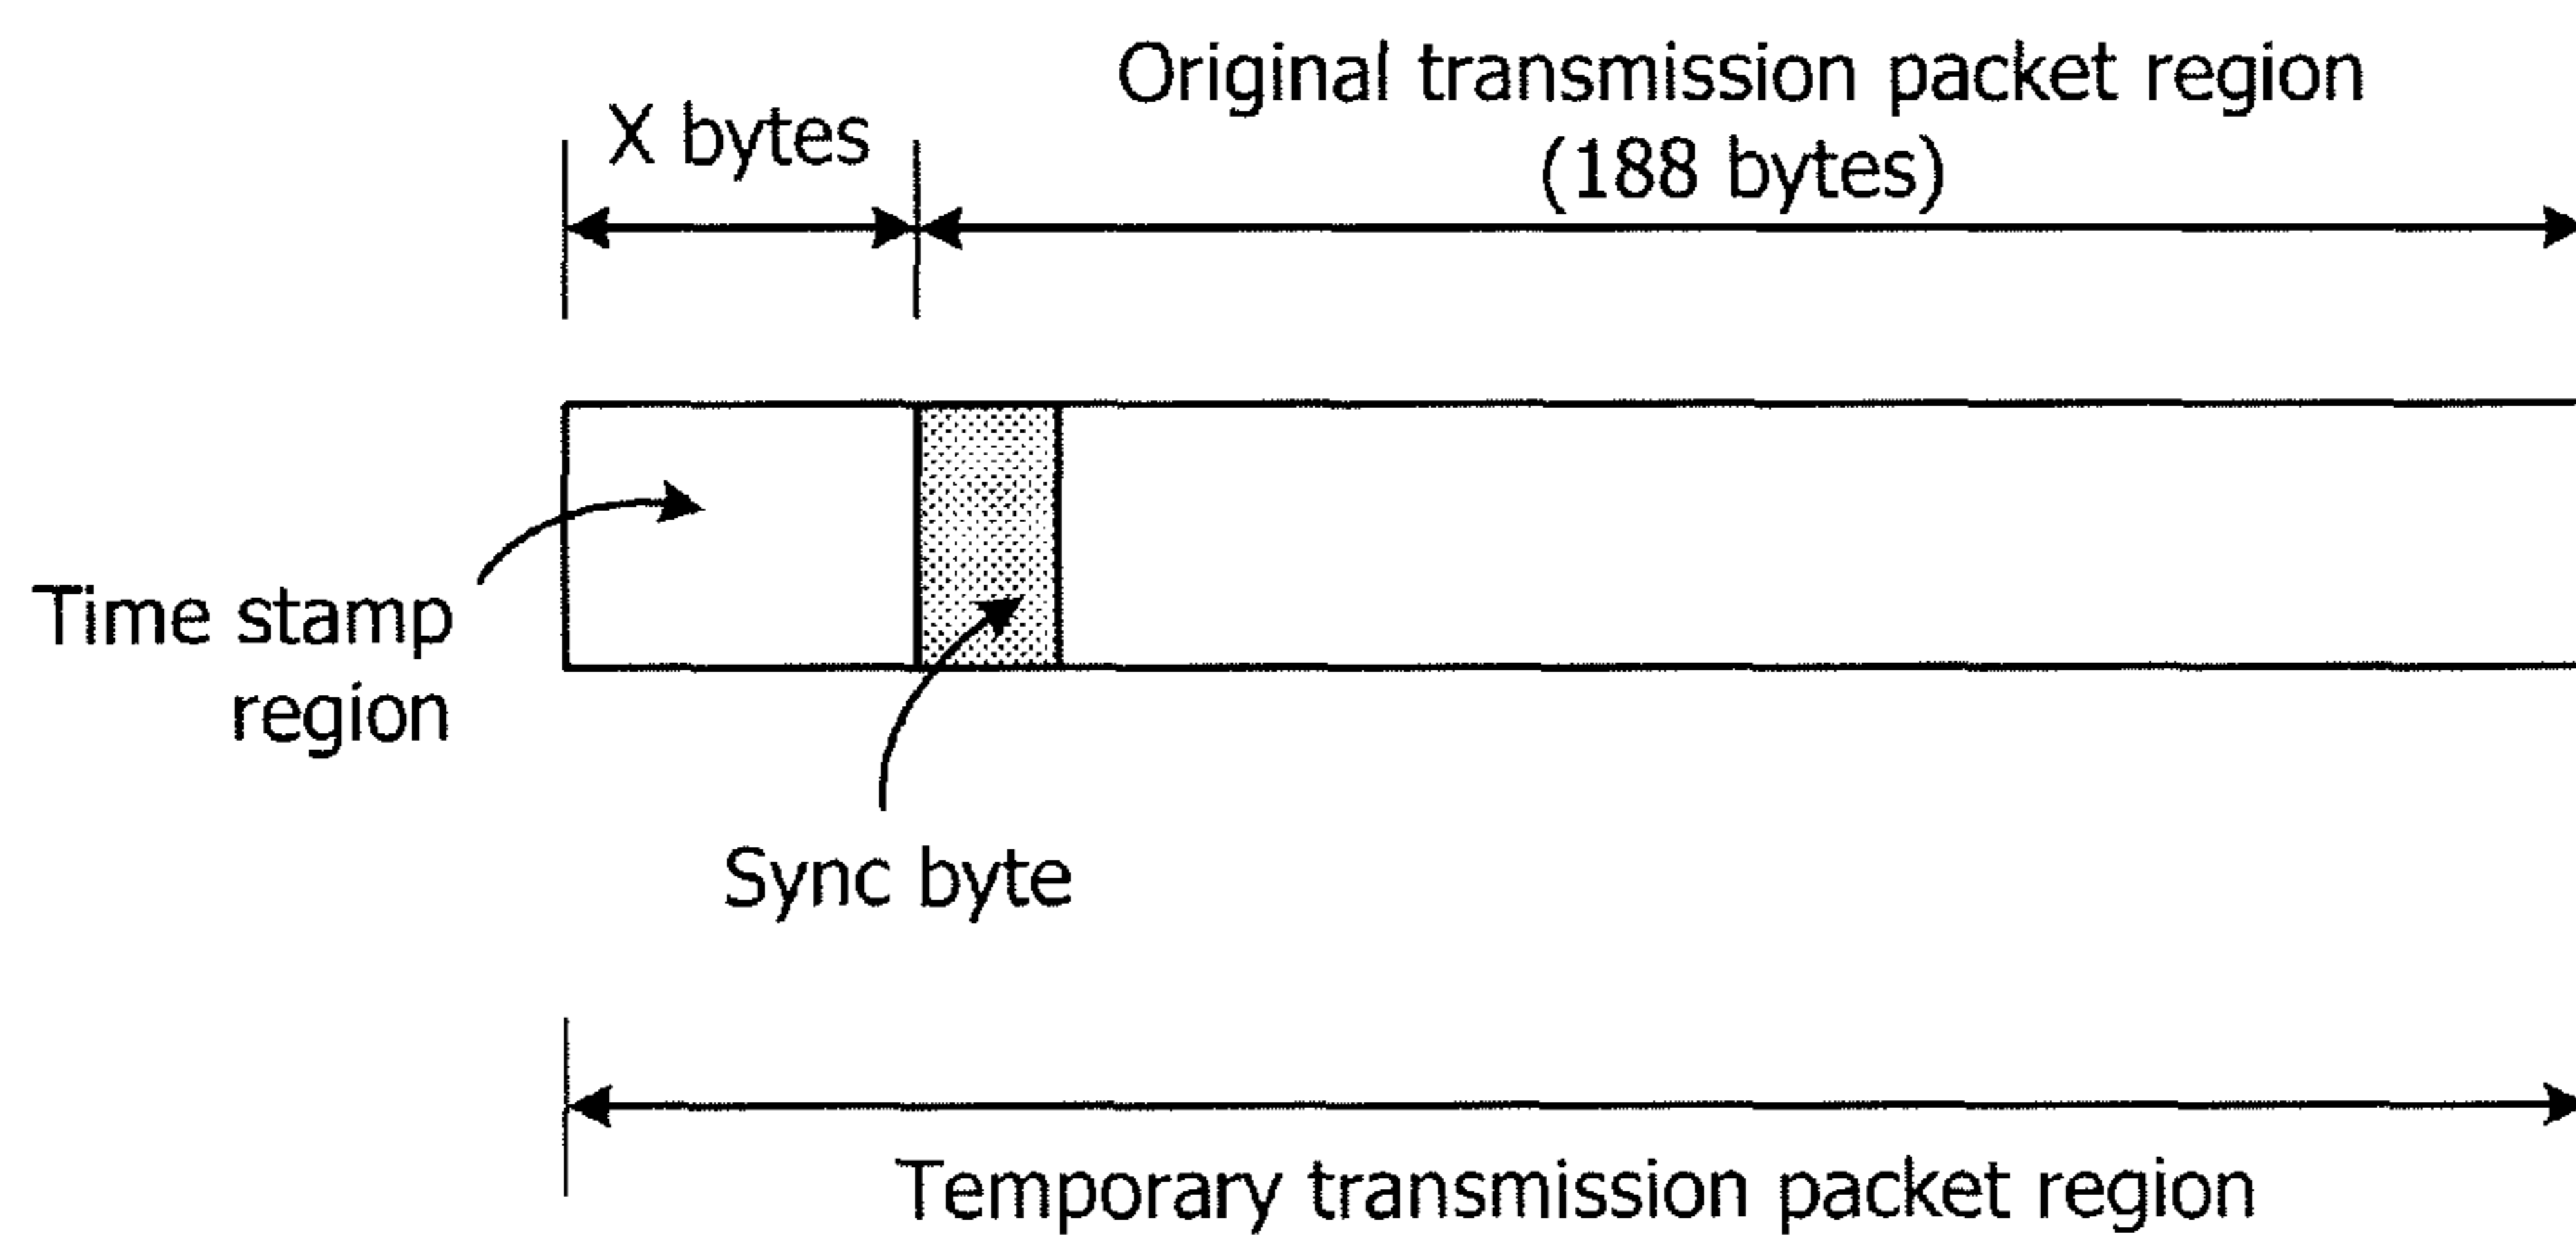 Original transmission packet region
X bytes
(188 bytes)
Time stamp
region
Sync byte
Temporary transmission packet region